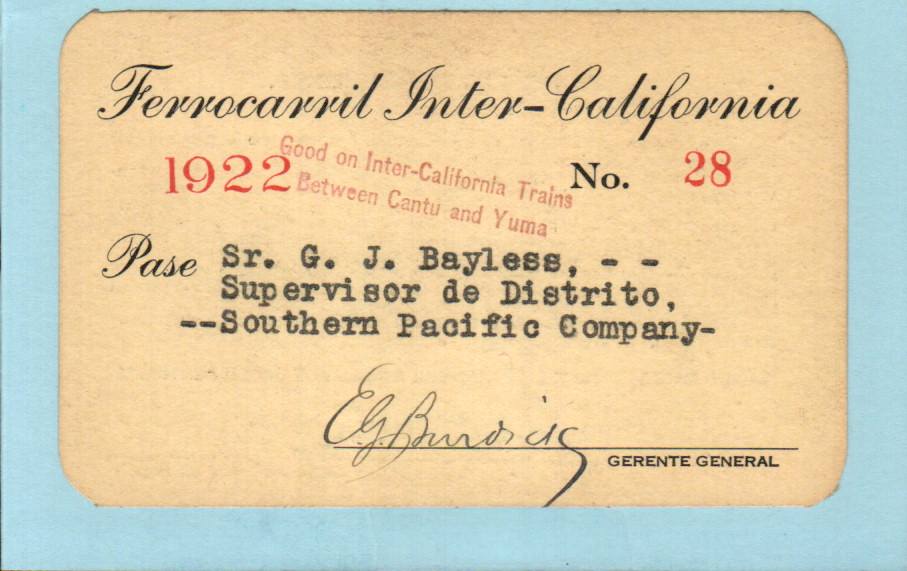 Ferrocarril Inter-California
1922 No. 28
Good on Inter-California Trains
Between Cantu and Yuma
Pase Sr. G. J. Bayless, - -
Supervisor de Distrito,
--Southern Pacific Company-
E.G. Burdick
GERENTE GENERAL